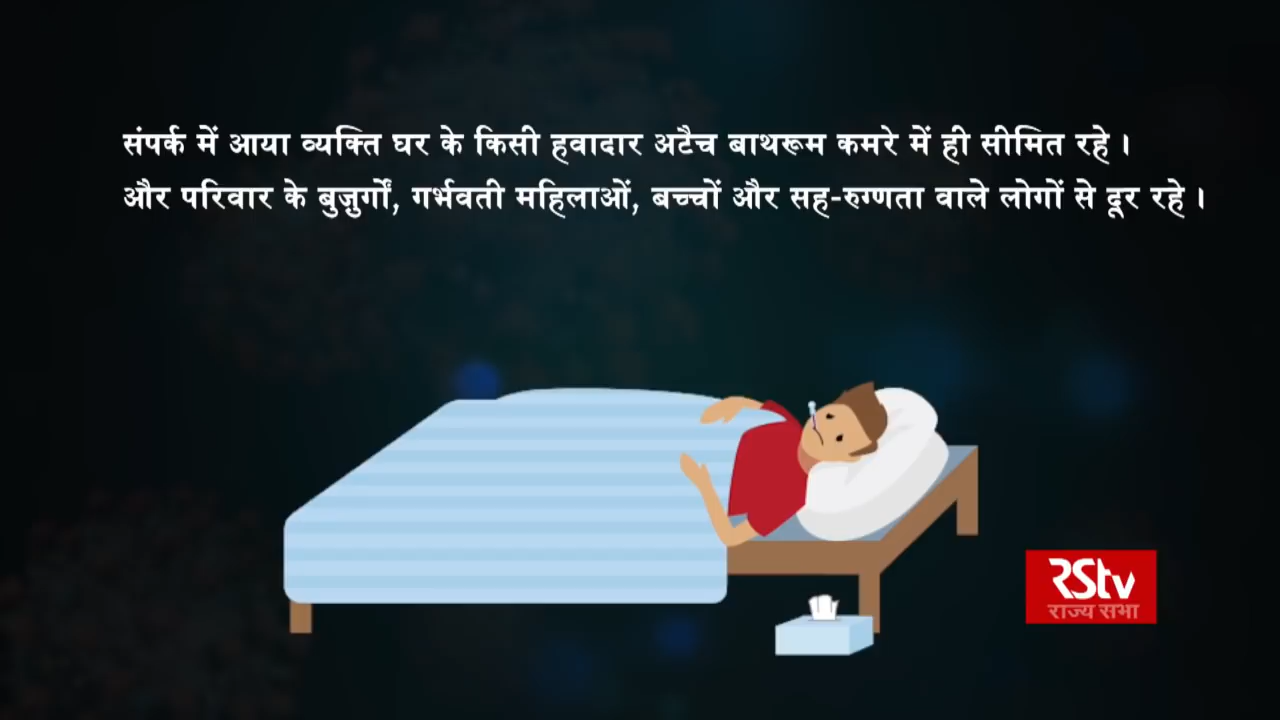 संपर्क में आया व्यक्ति घर के किसी हवादार अटैच बाथरूम कमरे में ही सीमित रहे ।
और परिवार के बुज़ुर्गों, गर्भवती महिलाओं, बच्चों और सह-रुग्णता वाले लोगों से दूर रहे ।
RStv
राज्य सभा